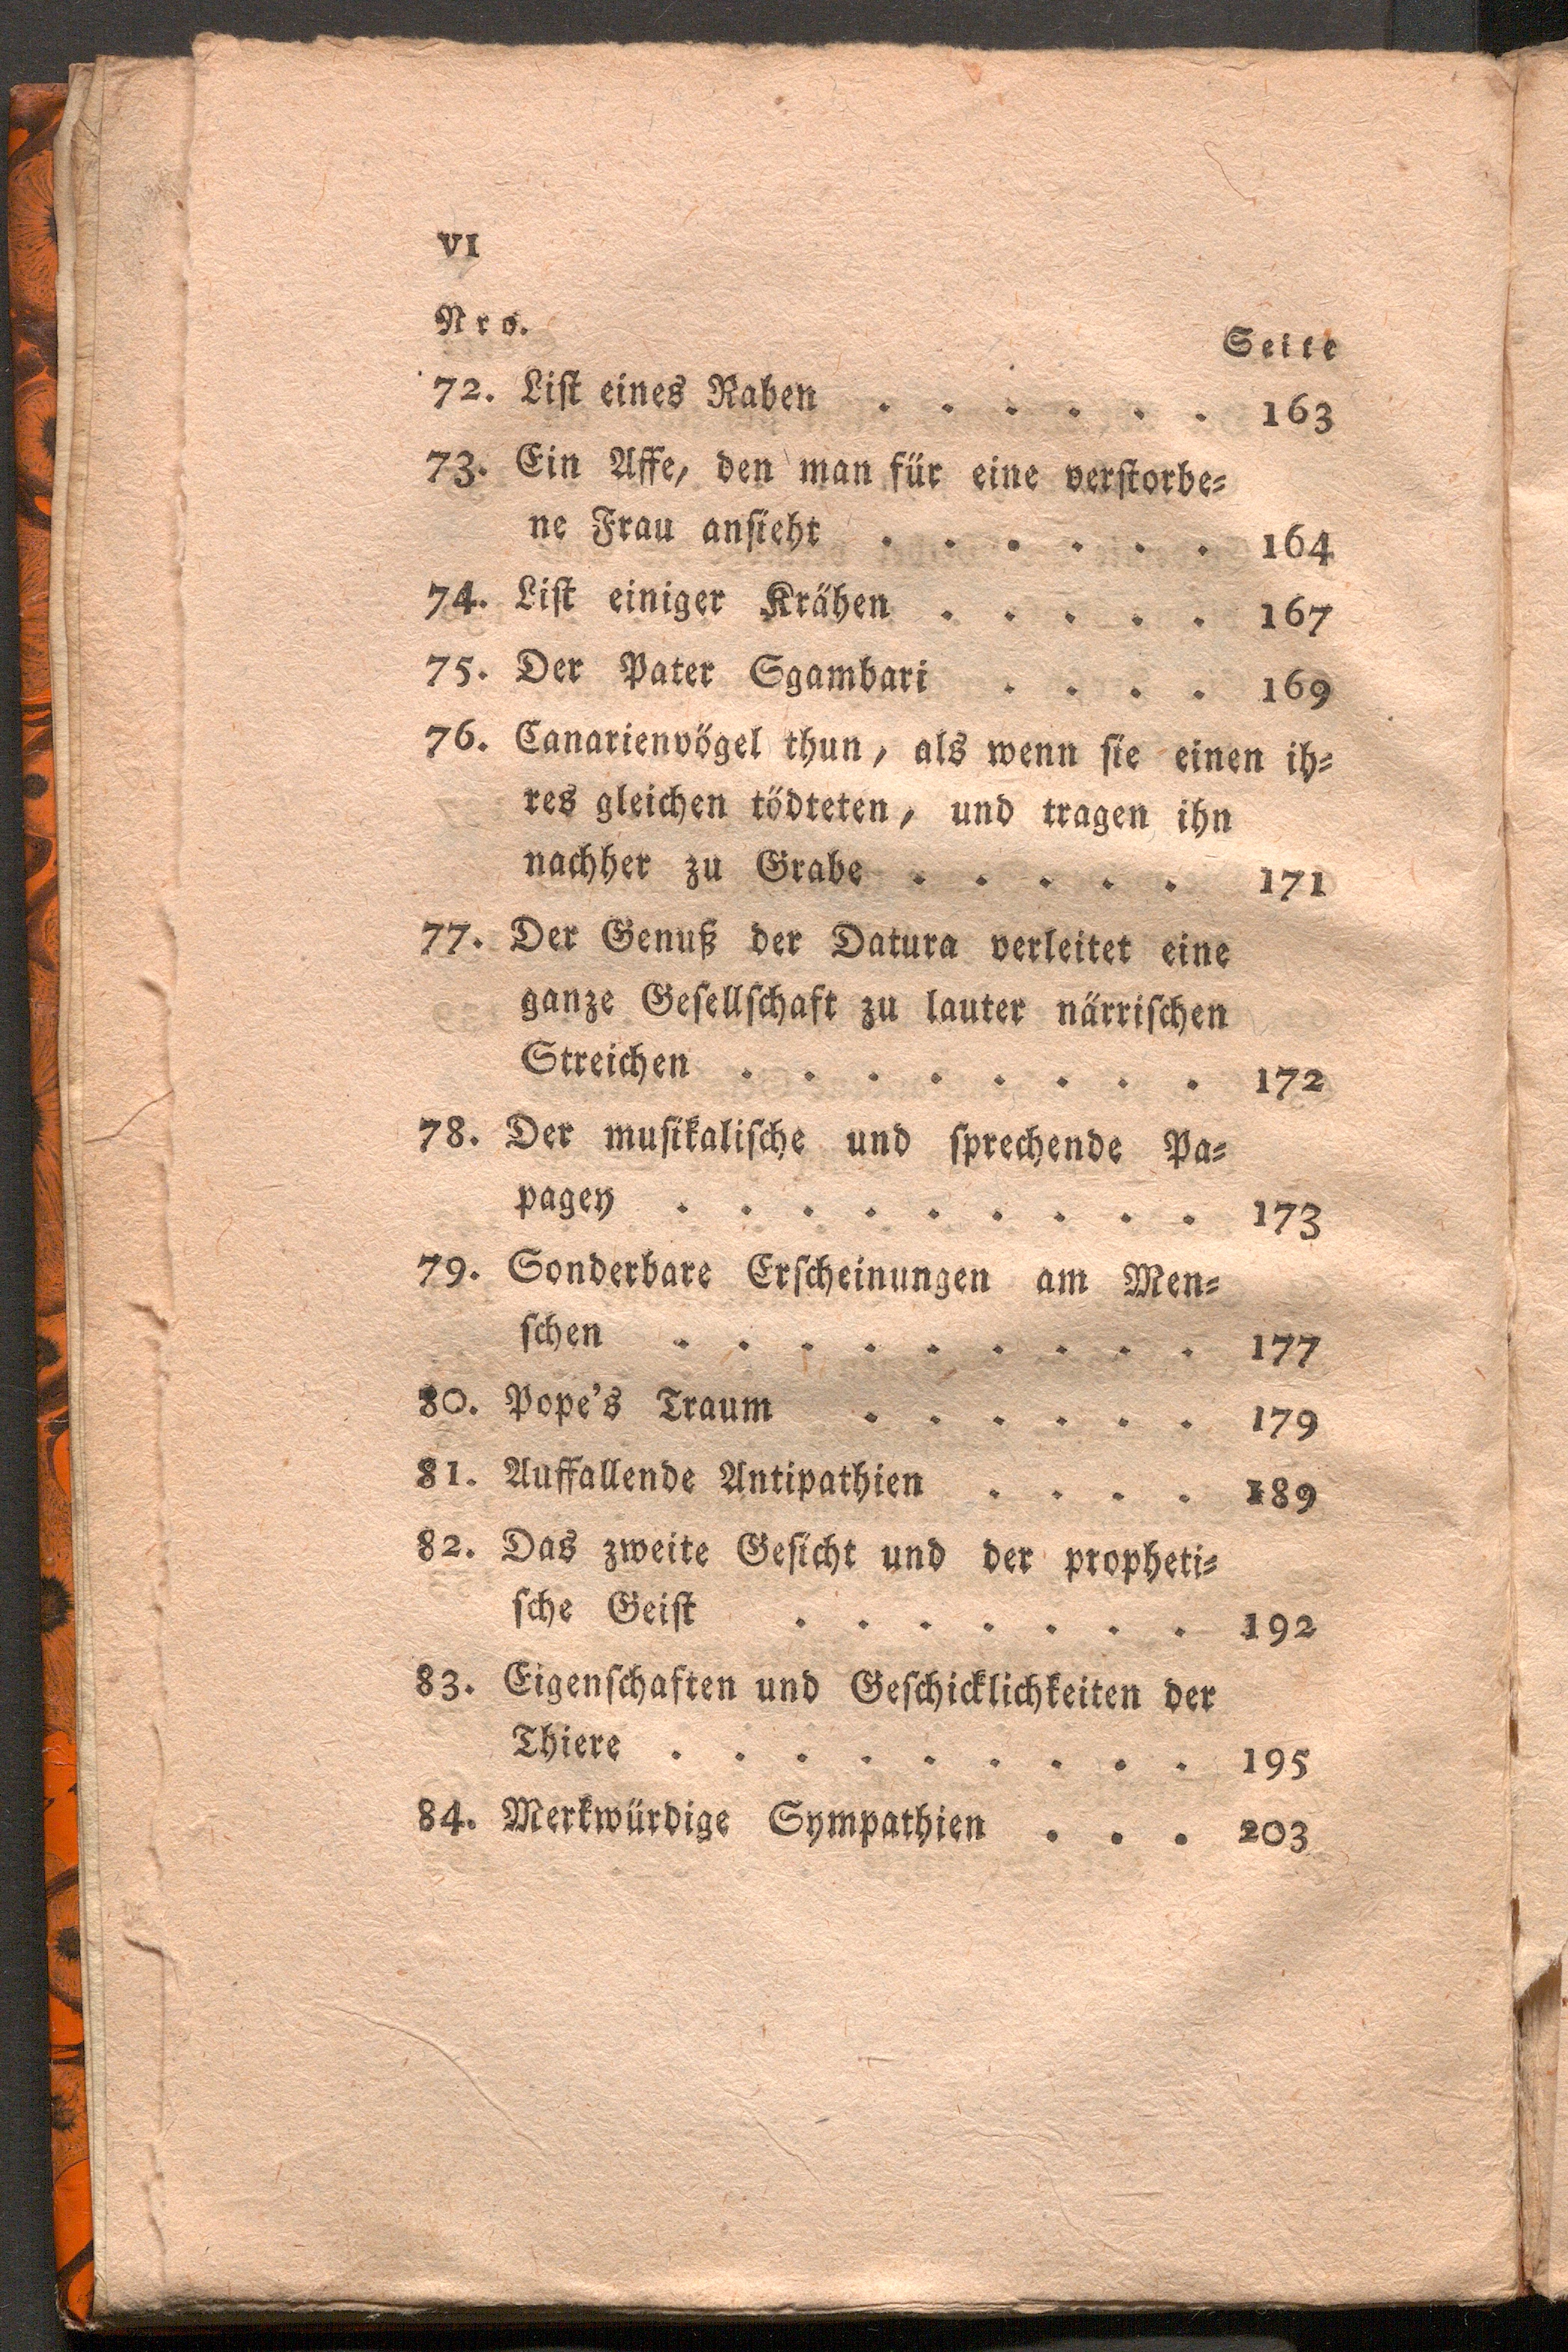 VI
Nro.
Seite
72. Liſt eines Raben . . . . . . 163
73. Ein Affe, den man für eine verſtorbe⸗
ne Frau anſieht . . . . . . 164
74. Liſt einiger Krähen . . . . . 167
75. Der Pater Sgambari . . . . 169
76. Canarienvögel thun, als wenn ſie einen ih⸗
res gleichen tödteten, und tragen ihn
nachher zu Grabe . . . . . 171
77. Der Genuß der Datura verleitet eine
ganze Geſellſchaft zu lauter närriſchen
Streichen . . . . . . . . 172
78. Der muſikaliſche und ſprechende Pa⸗
pagey . . . . . . . . . 173
79. Sonderbare Erſcheinungen am Men⸗
ſchen . . . . . . . . . 177
80. Pope's Traum . . . . . . 179
81. Auffallende Antipathien . . . . 189
82. Das zweite Geſicht und der propheti⸗
ſche Geiſt . . . . . . . 192
83. Eigenſchaften und Geſchicklichkeiten der
Thiere . . . . . . . . . 195
84. Merkwürdige Sympathien . . . 203